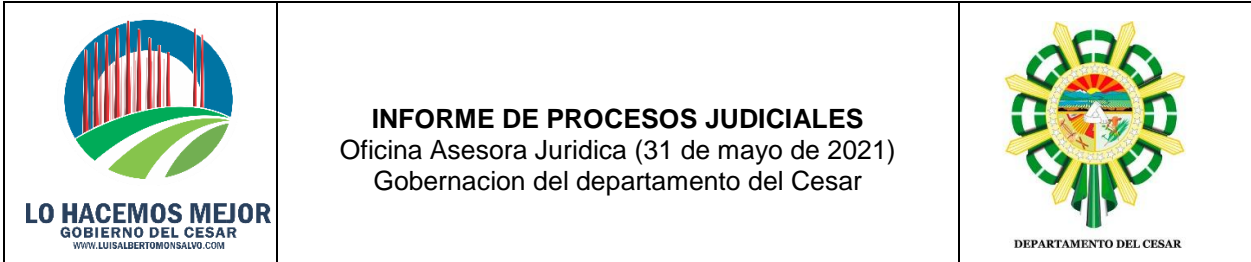 LO HACEMOS MEJOR
GOBIERNO DEL CESAR
WWW.LUISALBERTOMONSALVO.COM
INFORME DE PROCESOS JUDICIALES
Oficina Asesora Juridica (31 de mayo de 2021)
Gobernacion del departamento del Cesar
DEPARTAMENTO DEL CESAR